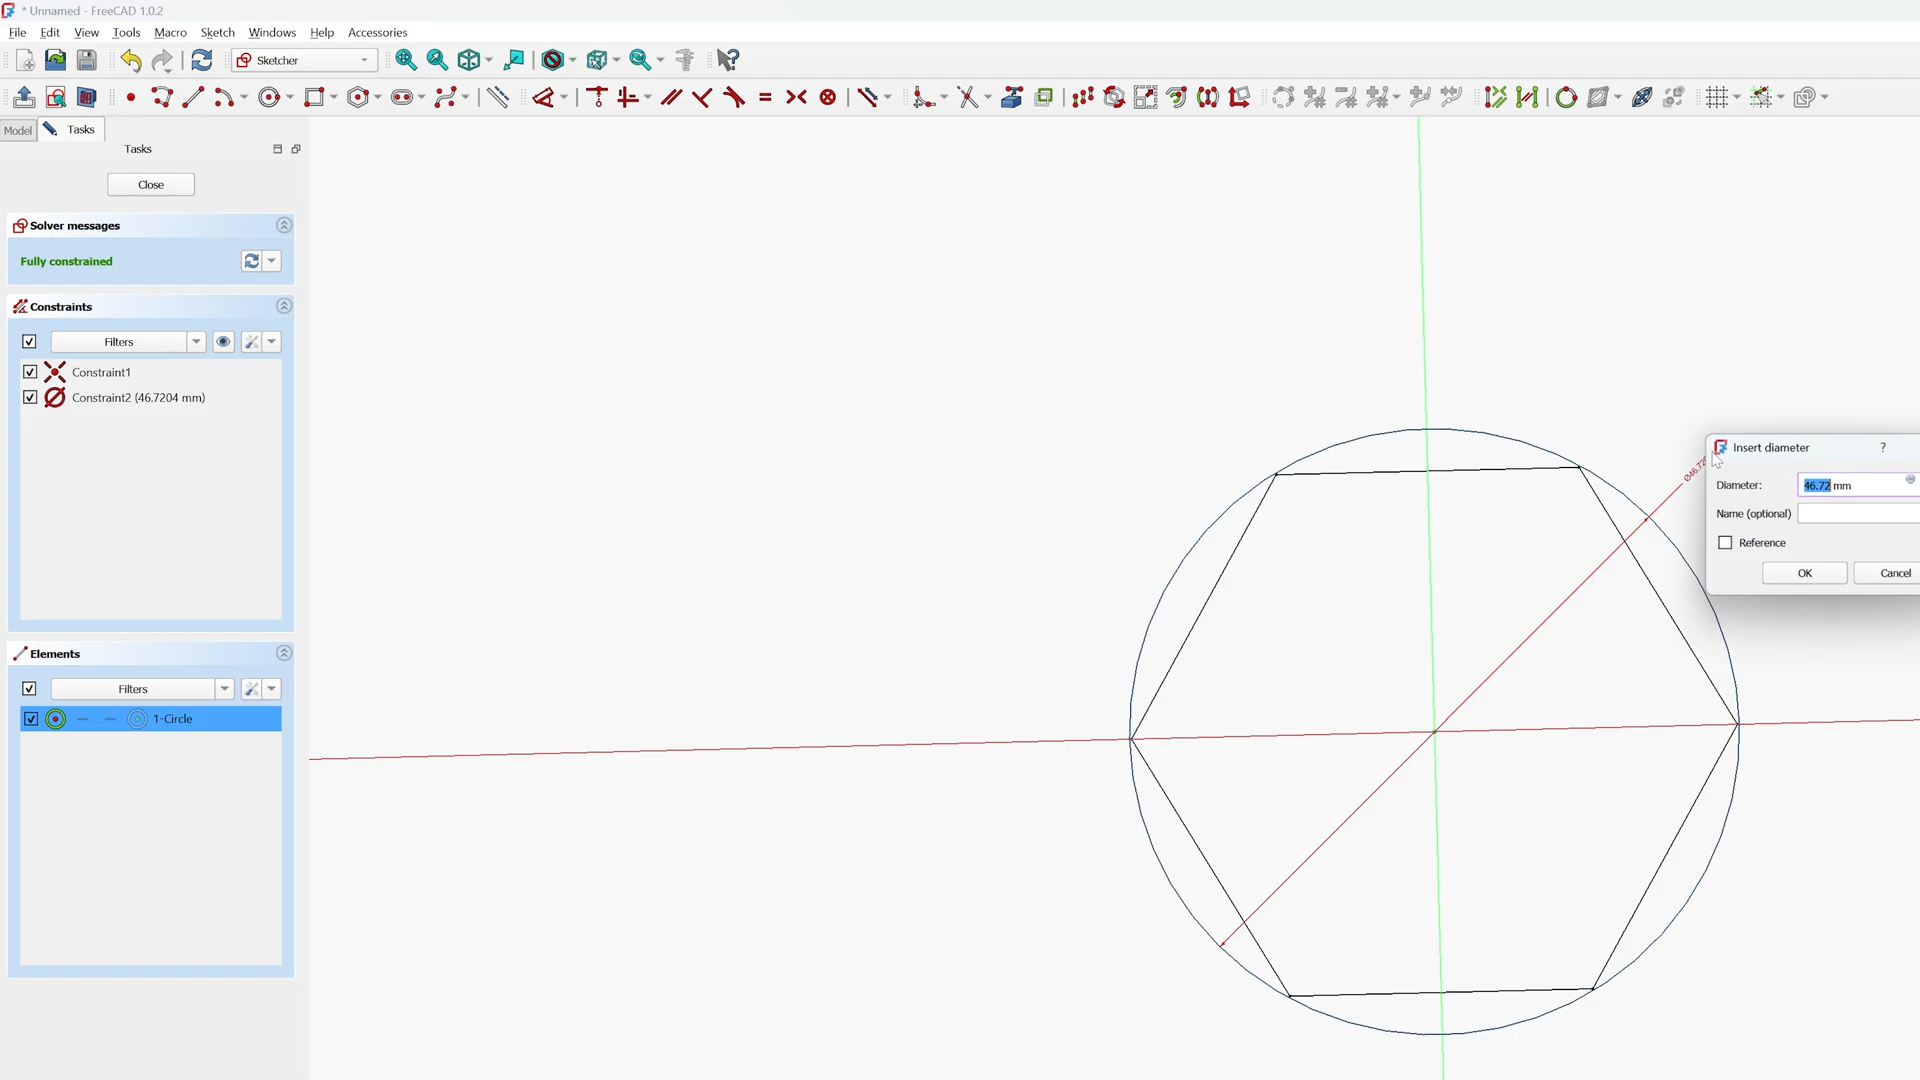 * Unnamed - FreeCAD 1.0.2
File Edit View Tools Macro Sketch Windows Help Accessories
Sketcher
Model Tasks
Tasks
Close
Solver messages
Fully constrained
Constraints
Filters
Constraint1
Constraint2 (46.7204 mm)
Elements
Filters
1-Circle
Insert diameter ?
Diameter: 46.72 mm
Name (optional)
Reference
OK Cancel